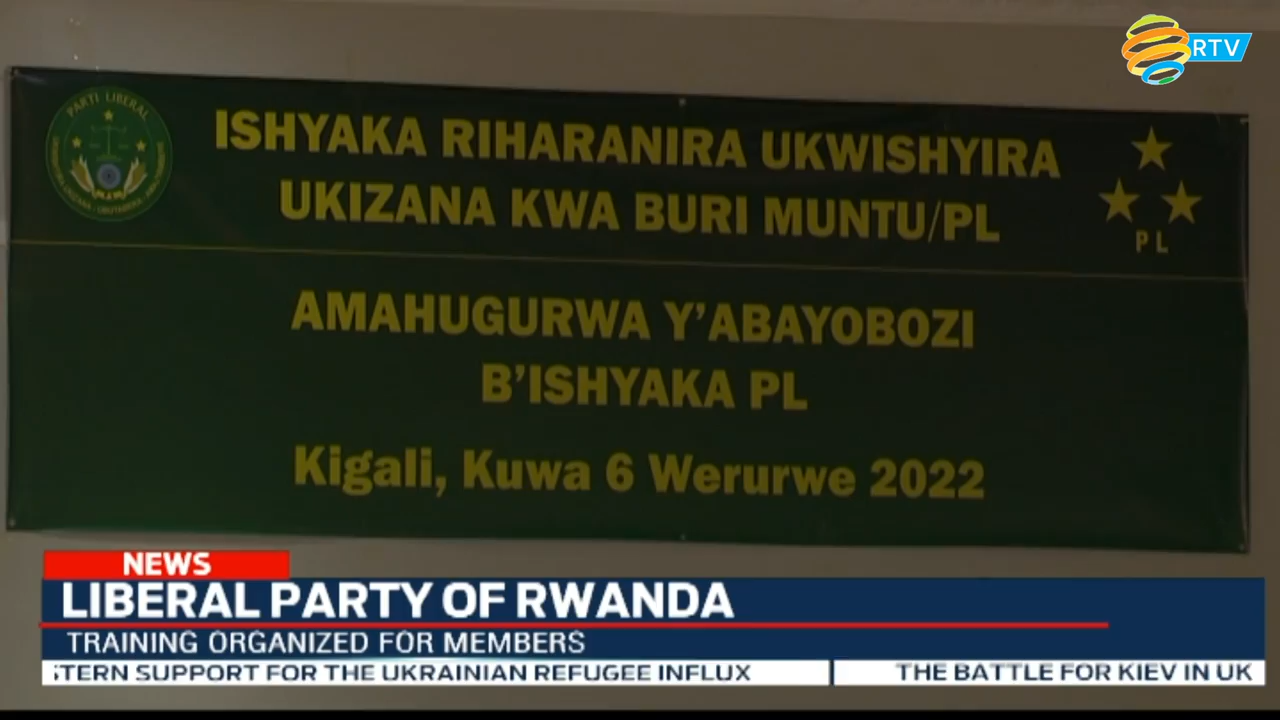 RTV
PARTI LIBERAL
ISHYAKA RIHARANIRA UKWISHYIRA
UKIZANA KWA BURI MUNTU/PL
PL
AMAHUGURWA Y'ABAYOBOZI
B'ISHYAKA PL
Kigali, Kuwa 6 Werurwe 2022
NEWS
LIBERAL PARTY OF RWANDA
TRAINING ORGANIZED FOR MEMBERS
TERN SUPPORT FOR THE UKRAINIAN REFUGEE INFLUX
THE BATTLE FOR KIEV IN UK